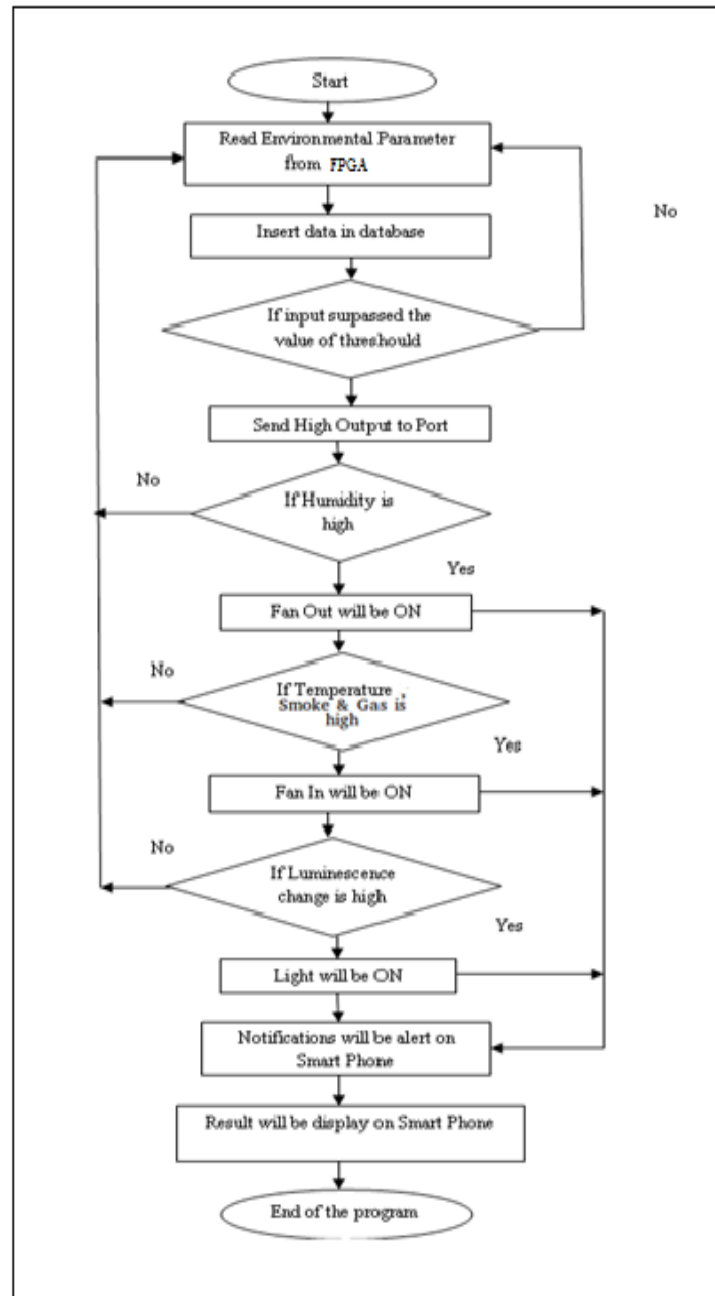 Start
Read Environmental Parameter
from FPGA
No
Insert data in database
If input surpassed the
value of threshould
Send High Output to Port
No
If Humidity is
high
Yes
Fan Out will be ON
No
If Temperature ,
Smoke & Gas is
high
Yes
Fan In will be ON
No
If Luminescence
change is high
Yes
Light will be ON
Notifications will be alert on
Smart Phone
Result will be display on Smart Phone
End of the program